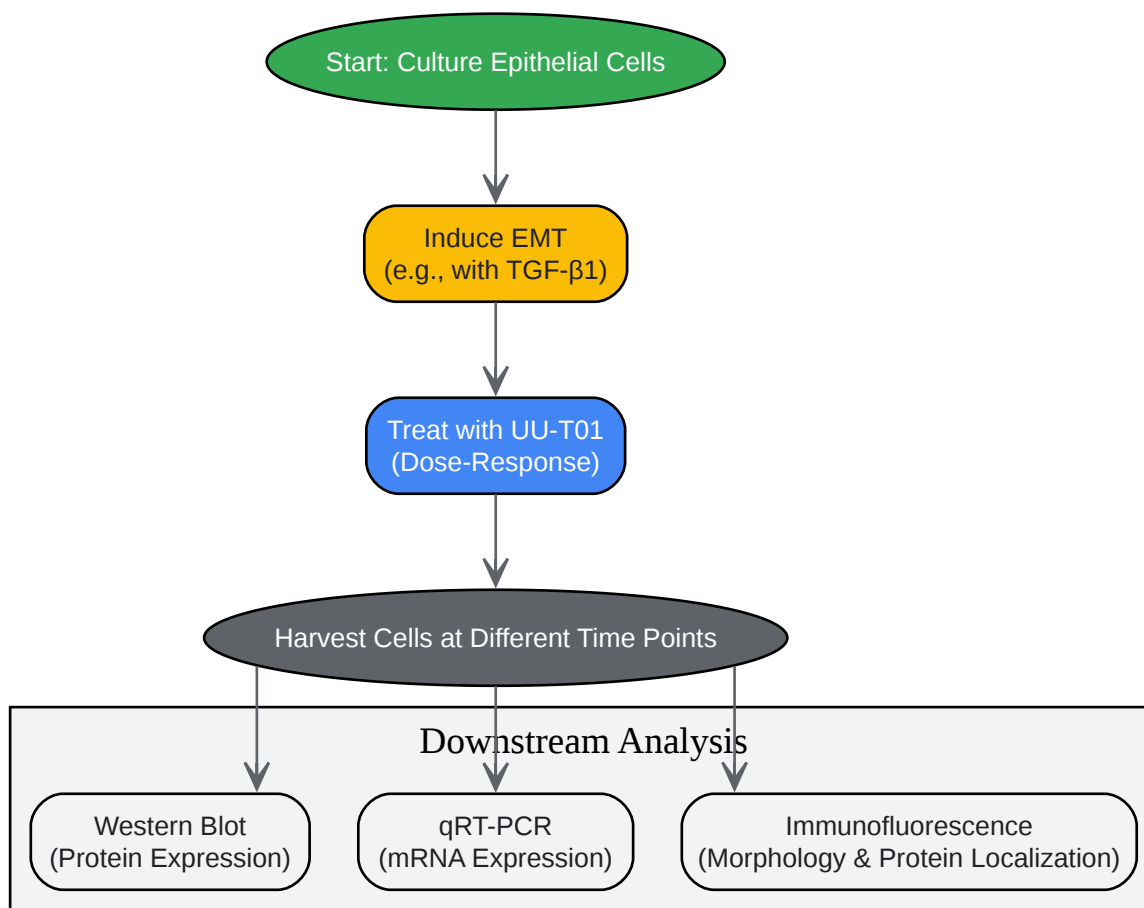 Start: Culture Epithelial Cells
Induce EMT
(e.g., with TGF-β1)
Treat with UU-T01
(Dose-Response)
Harvest Cells at Different Time Points
Downstream Analysis
Western Blot
(Protein Expression)
qRT-PCR
(mRNA Expression)
Immunofluorescence
(Morphology & Protein Localization)